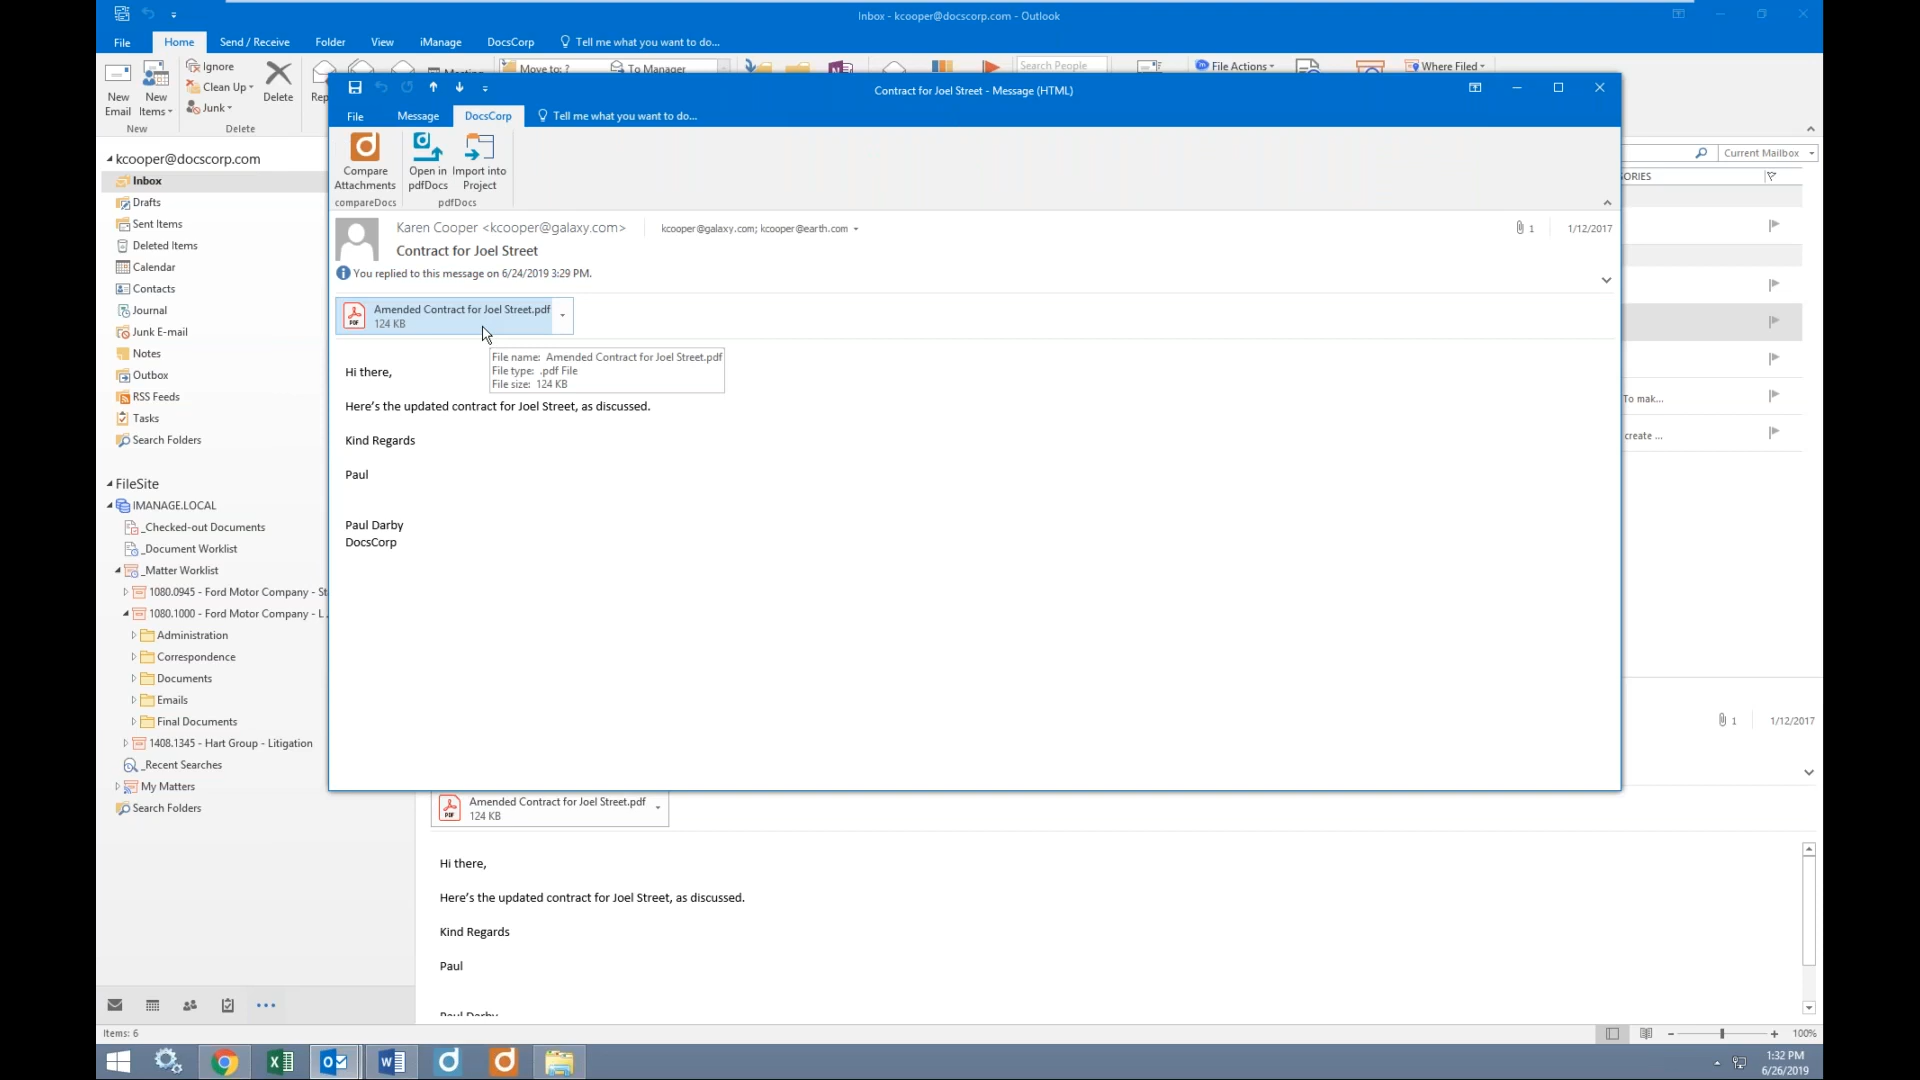 Inbox - kcooper@docscorp.com - Outlook
File Home Send / Receive Folder View iManage DocsCorp Tell me what you want to do...
Ignore
Clean Up
Junk
New Email
New Items
Delete
New
Delete
Move to: ?
To Manager
Search People
File Actions
Where Filed
Contract for Joel Street - Message (HTML)
File Message DocsCorp Tell me what you want to do...
Compare Attachments
Open in pdfDocs
Import into Project
compareDocs
pdfDocs
Karen Cooper <kcooper@galaxy.com>
kcooper@galaxy.com; kcooper@earth.com
1
1/12/2017
Contract for Joel Street
You replied to this message on 6/24/2019 3:29 PM.
Amended Contract for Joel Street.pdf
124 KB
File name: Amended Contract for Joel Street.pdf
File type: .pdf File
File size: 124 KB
Hi there,
Here's the updated contract for Joel Street, as discussed.
Kind Regards
Paul
Paul Darby
DocsCorp
kcooper@docscorp.com
Inbox
Drafts
Sent Items
Deleted Items
Calendar
Contacts
Journal
Junk E-mail
Notes
Outbox
RSS Feeds
Tasks
Search Folders
FileSite
IMANAGE.LOCAL
_Checked-out Documents
_Document Worklist
_Matter Worklist
1080.0945 - Ford Motor Company - St
1080.1000 - Ford Motor Company - L
Administration
Correspondence
Documents
Emails
Final Documents
1408.1345 - Hart Group - Litigation
_Recent Searches
My Matters
Search Folders
Current Mailbox
ORIES
To mak...
create ...
1
1/12/2017
Amended Contract for Joel Street.pdf
124 KB
Hi there,
Here's the updated contract for Joel Street, as discussed.
Kind Regards
Paul
Paul Darby
Items: 6
100%
1:32 PM
6/26/2019